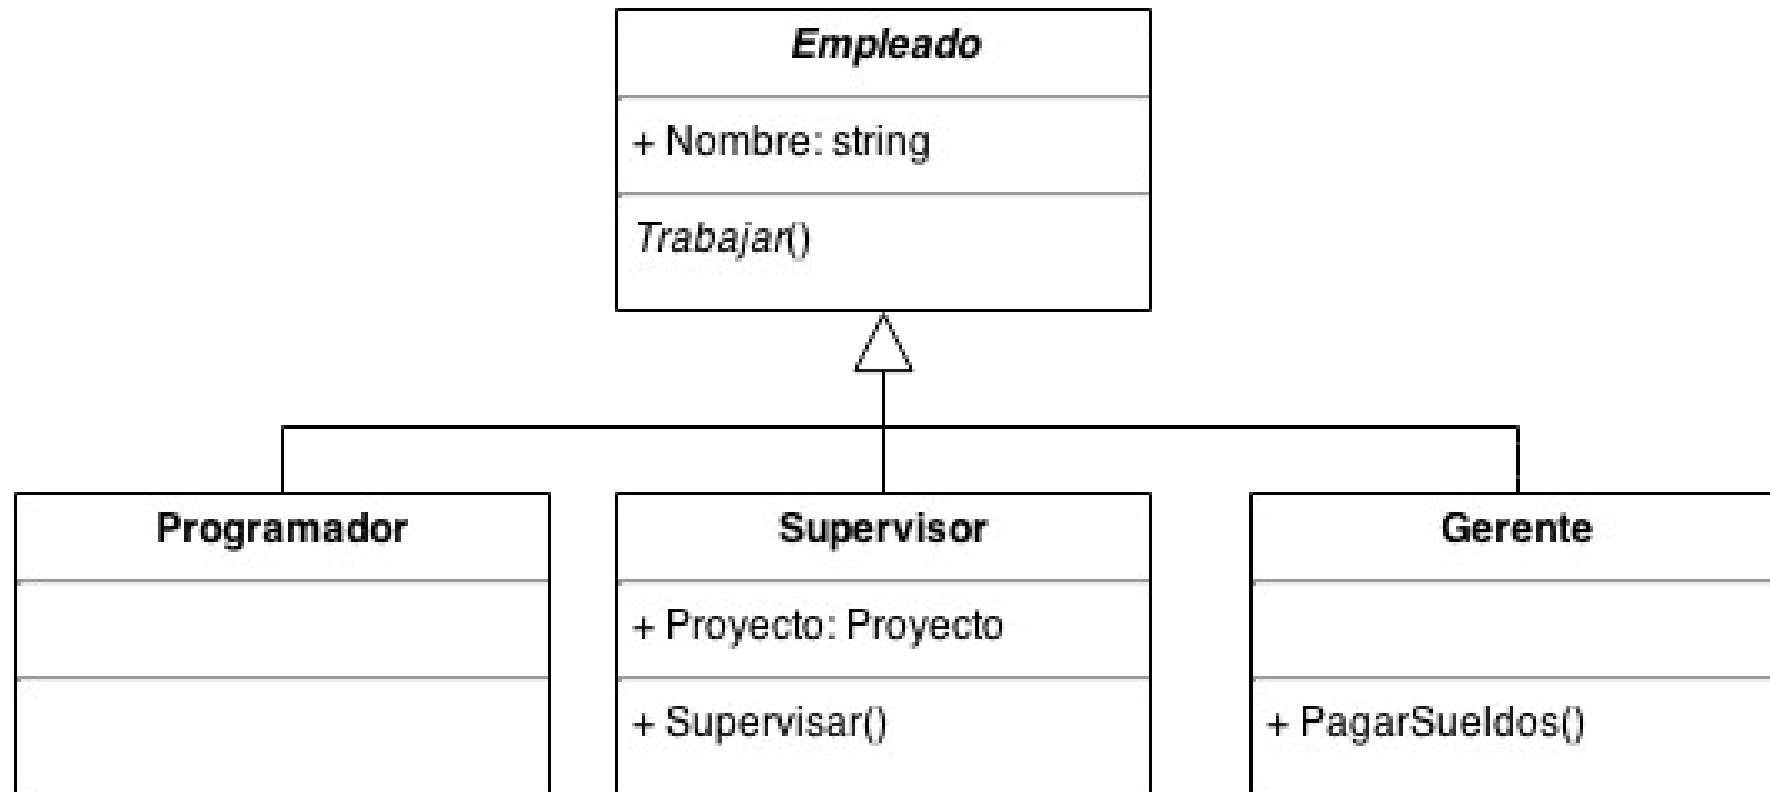 Empleado
+ Nombre: string
Trabajar()
Programador
Supervisor
+ Proyecto: Proyecto
+ Supervisar()
Gerente
+ PagarSueldos()